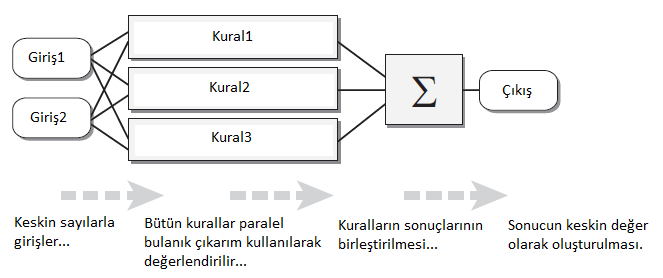 Kural1
Giriş1
Kural2
Σ
Çıkış
Giriş2
Kural3
Keskin sayılarla
girişler...
Bütün kurallar paralel
bulanık çıkarım kullanılarak
değerlendirilir...
Kuralların sonuçlarının
birleştirilmesi...
Sonucun keskin değer
olarak oluşturulması.